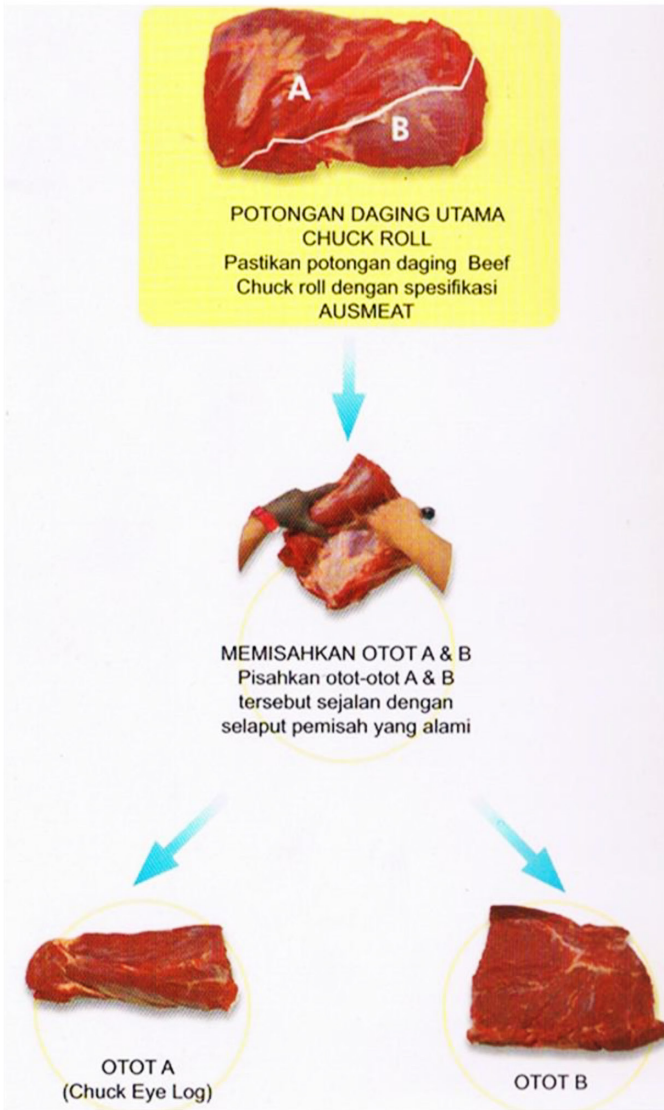 A
B
POTONGAN DAGING UTAMA
CHUCK ROLL
Pastikan potongan daging Beef
Chuck roll dengan spesifikasi
AUSMEAT
MEMISAHKAN OTOT A & B
Pisahkan otot-otot A & B
tersebut sejalan dengan
selaput pemisah yang alami
OTOT A
(Chuck Eye Log)
OTOT B